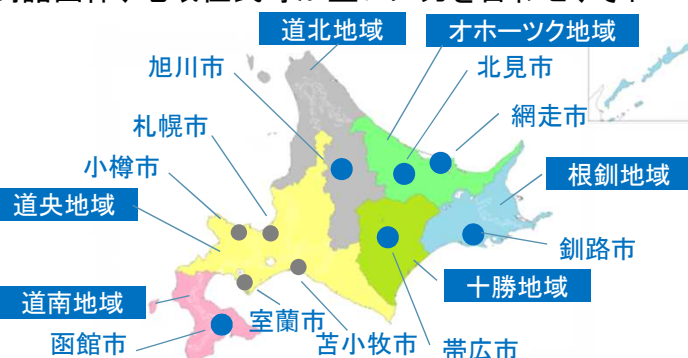 道北地域
オホーツク地域
旭川市
北見市
札幌市
網走市
小樽市
根釧地域
道央地域
釧路市
十勝地域
道南地域
室蘭市
苫小牧市
函館市
帯広市